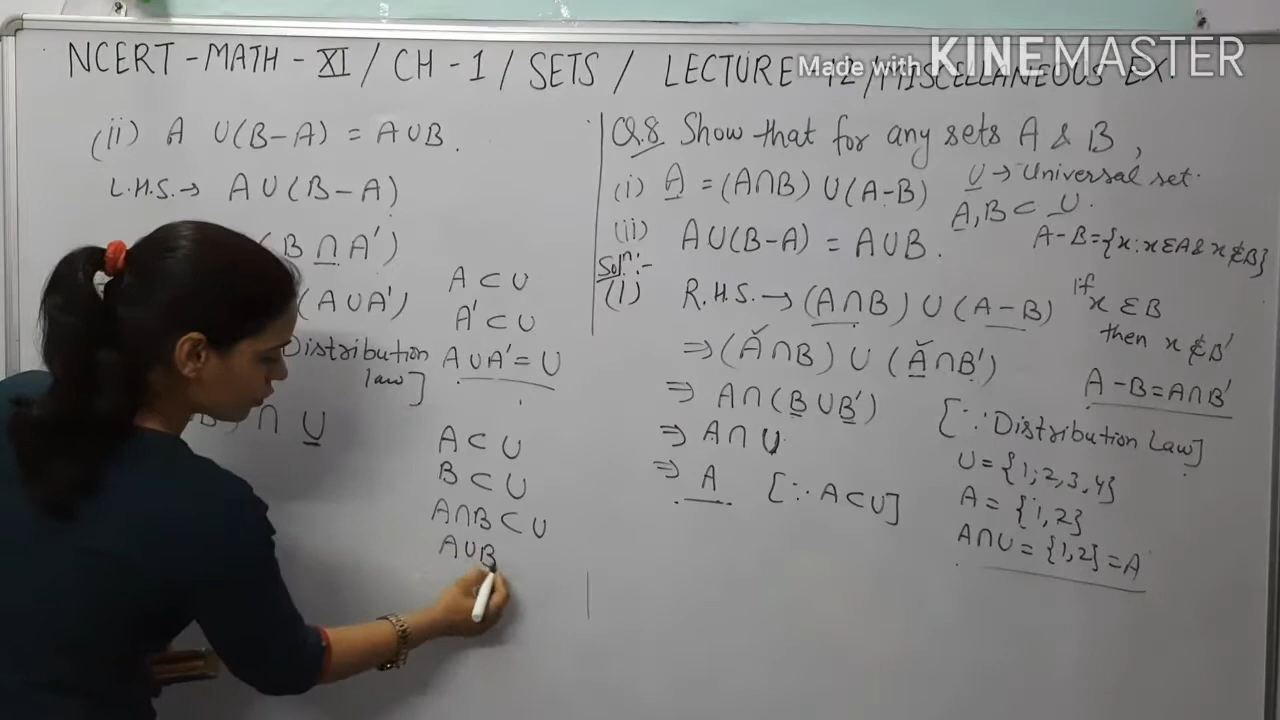 NCERT - MATH - XI / CH - 1 / SETS / LECTURE - 12 / MISCELLANEOUS EX
Made with KINEMASTER
(ii) A ∪(B-A) = A∪B.
L.H.S.→ A∪(B-A)
(B∩A')
(A∪A')
Distribution law]
∩ U
A⊂U
A'⊂U
A∪A'=U
A⊂U
B⊂U
A∩B⊂U
A∪B
Q.8 Show that for any sets A & B,
(i) A = (A∩B) ∪(A-B)
(ii) A∪(B-A) = A∪B.
U → Universal set.
A,B ⊂ U.
A-B={x:x∈A & x∉B}
Solⁿ:-
(i) R.H.S.→ (A∩B) ∪ (A-B)
⇒ (A∩B) ∪ (A∩B')
⇒ A∩(B∪B')
⇒ A∩U
⇒ A [∵ A⊂U]
if x∈B
then x∉B'
A-B=A∩B'
[∵ Distribution Law]
U={1,2,3,4}
A = {1,2}
A∩U = {1,2}=A